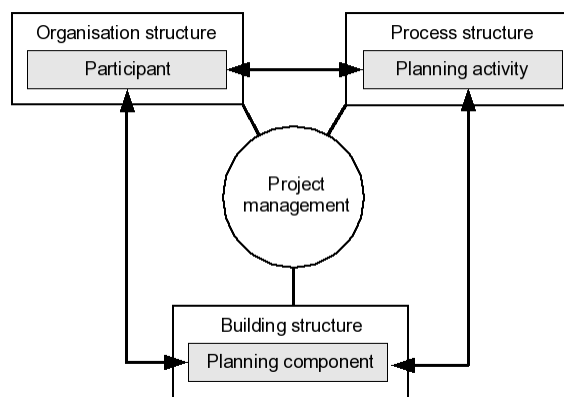 Organisation structure
Participant
Process structure
Planning activity
Project
management
Building structure
Planning component